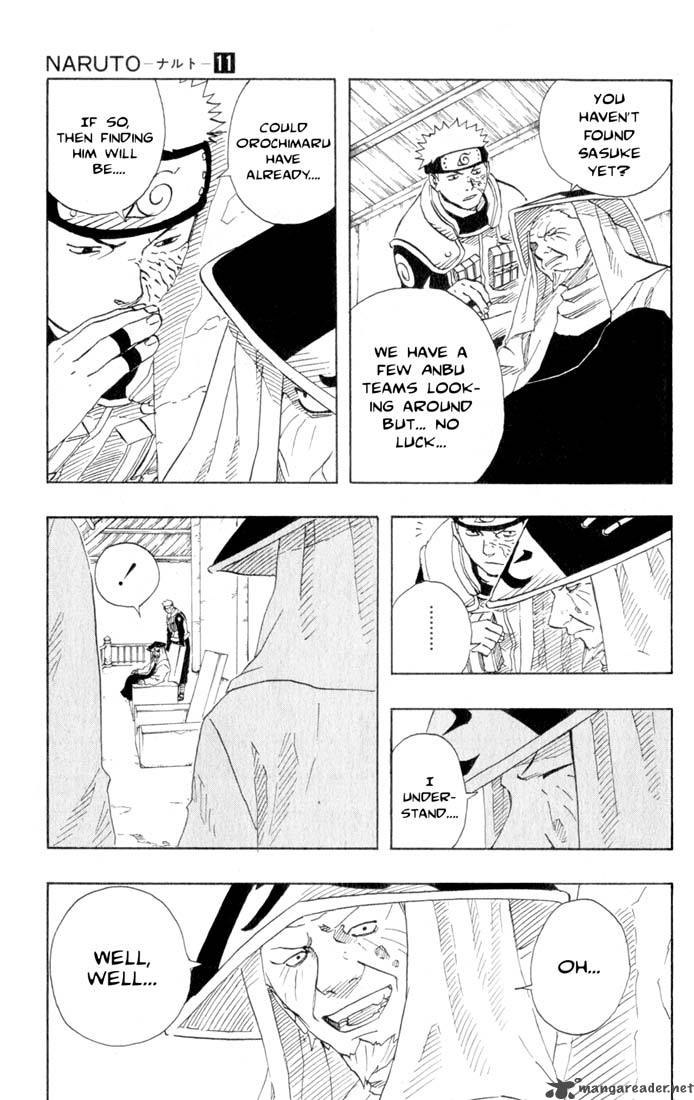 NARUTO ―ナルト― 11
YOU
HAVEN'T
FOUND
SASUKE
YET?
WE HAVE A
FEW ANBU
TEAMS LOOK-
ING AROUND
BUT... NO
LUCK...
COULD
OROCHIMARU
HAVE
ALREADY....
IF SO,
THEN FINDING
HIM WILL
BE....
........
I
UNDER-
STAND....
!
OH...
WELL,
WELL...
mangareader.net